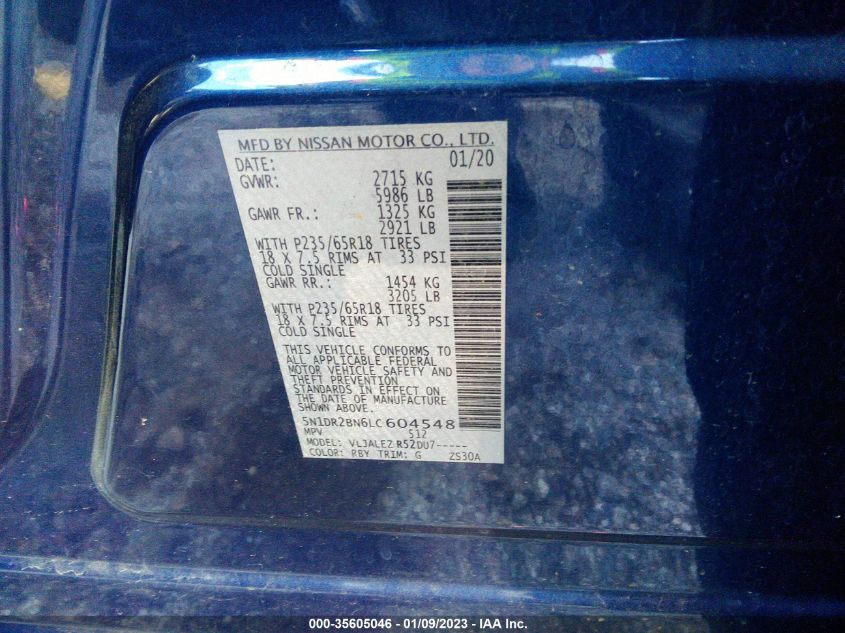 MFD BY NISSAN MOTOR CO., LTD.
DATE: 01/20
GVWR: 2715 KG
5986 LB
GAWR FR.: 1325 KG
2921 LB
WITH P235/65R18 TIRES
18 X 7.5 RIMS AT 33 PSI
COLD SINGLE
GAWR RR.: 1454 KG
3205 LB
WITH P235/65R18 TIRES
18 X 7.5 RIMS AT 33 PSI
COLD SINGLE
THIS VEHICLE CONFORMS TO
ALL APPLICABLE FEDERAL
MOTOR VEHICLE SAFETY AND
THEFT PREVENTION
STANDARDS IN EFFECT ON
THE DATE OF MANUFACTURE
SHOWN ABOVE.
5N1DR2BN6LC604548
MPV 512
MODEL: VLJALEZ R52DU7-----
COLOR: RBY TRIM: G ZS30A
000-35605046 - 01/09/2023 - IAA Inc.